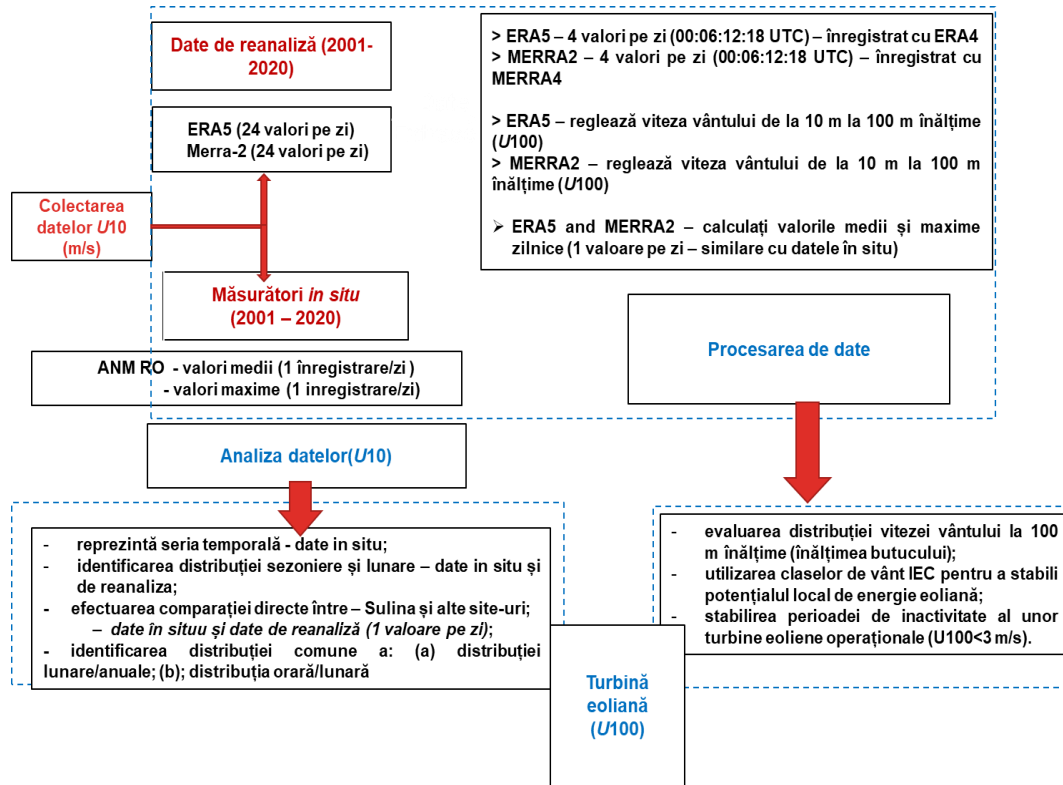 Date de reanaliză (2001-
2020)
ERA5 (24 valori pe zi)
Merra-2 (24 valori pe zi)
Colectarea
datelor U10
(m/s)
Măsurători in situ
(2001 – 2020)
ANM RO - valori medii (1 înregistrare/zi )
- valori maxime (1 inregistrare/zi)
> ERA5 – 4 valori pe zi (00:06:12:18 UTC) – înregistrat cu ERA4
> MERRA2 – 4 valori pe zi (00:06:12:18 UTC) – înregistrat cu
MERRA4
> ERA5 – reglează viteza vântului de la 10 m la 100 m înălțime
(U100)
> MERRA2 – reglează viteza vântului de la 10 m la 100 m
înălțime (U100)
➢ ERA5 and MERRA2 – calculați valorile medii și maxime
zilnice (1 valoare pe zi – similare cu datele în situ)
Procesarea de date
Analiza datelor(U10)
- reprezintă seria temporală - date in situ;
- identificarea distribuției sezoniere și lunare – date in situ și
de reanaliza;
- efectuarea comparației directe între – Sulina și alte site-uri;
– date în situu și date de reanaliză (1 valoare pe zi);
- identificarea distribuției comune a: (a) distribuției
lunare/anuale; (b); distribuția orară/lunară
- evaluarea distribuției vitezei vântului la 100
m înălțime (înălțimea butucului);
- utilizarea claselor de vânt IEC pentru a stabili
potențialul local de energie eoliană;
- stabilirea perioadei de inactivitate al unor
turbine eoliene operaționale (U100<3 m/s).
Turbină
eoliană
(U100)